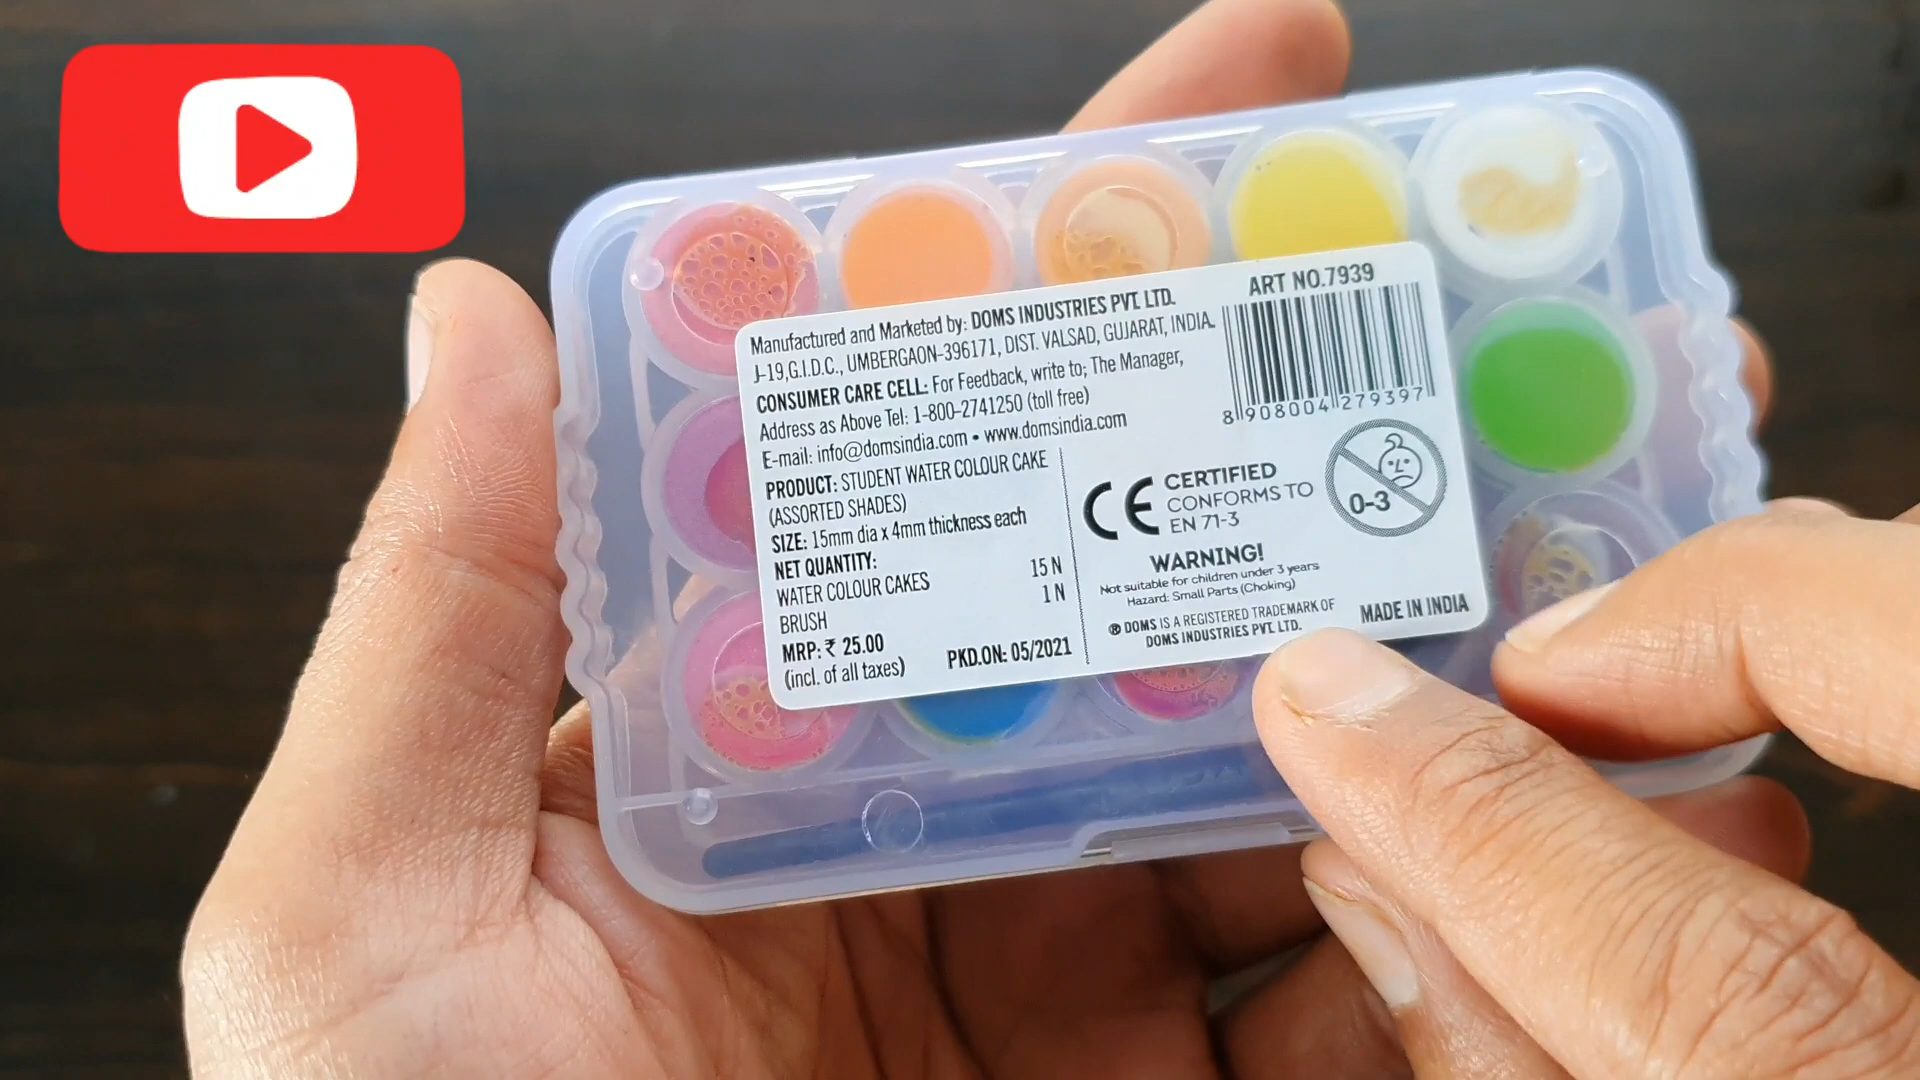 Manufactured and Marketed by: DOMS INDUSTRIES PVT. LTD.
J-19,G.I.D.C., UMBERGAON-396171, DIST. VALSAD, GUJARAT, INDIA.
CONSUMER CARE CELL: For Feedback, write to; The Manager,
Address as Above Tel: 1-800-2741250 (toll free)
E-mail: info@domsindia.com • www.domsindia.com
PRODUCT: STUDENT WATER COLOUR CAKE
(ASSORTED SHADES)
SIZE: 15mm dia x 4mm thickness each
NET QUANTITY:
WATER COLOUR CAKES 15 N
BRUSH 1 N
MRP: ₹ 25.00
(incl. of all taxes)
PKD.ON: 05/2021
ART NO.7939
8 908004 279397
CE CERTIFIED
CONFORMS TO
EN 71-3
0-3
WARNING!
Not suitable for children under 3 years
Hazard: Small Parts (Choking)
® DOMS IS A REGISTERED TRADEMARK OF
DOMS INDUSTRIES PVT. LTD.
MADE IN INDIA